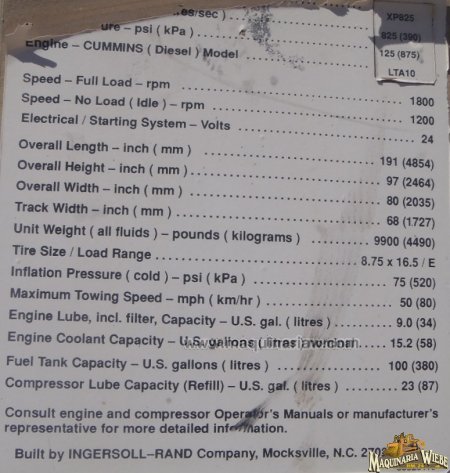 es/sec) XP825
ure – psi ( kPa ) 825 (390)
Engine – CUMMINS ( Diesel ) Model 125 (875)
LTA10
Speed – Full Load – rpm 1800
Speed – No Load ( Idle ) – rpm 1200
Electrical / Starting System – Volts 24
Overall Length – inch ( mm ) 191 (4854)
Overall Height – inch ( mm ) 97 (2464)
Overall Width – inch ( mm ) 80 (2035)
Track Width – inch ( mm ) 68 (1727)
Unit Weight ( all fluids ) – pounds ( kilograms ) 9900 (4490)
Tire Size / Load Range 8.75 x 16.5 / E
Inflation Pressure ( cold ) – psi ( kPa ) 75 (520)
Maximum Towing Speed – mph ( km/hr ) 50 (80)
Engine Lube, incl. filter, Capacity – U.S. gal. ( litres ) 9.0 (34)
Engine Coolant Capacity – U.S. gallons ( litres ) 15.2 (58)
Fuel Tank Capacity – U.S. gallons ( litres ) 100 (380)
Compressor Lube Capacity (Refill) – U.S. gal. ( litres ) 23 (87)
Consult engine and compressor Operator's Manuals or manufacturer's
representative for more detailed information.
Built by INGERSOLL–RAND Company, Mocksville, N.C.
MAQUINARIA WIEBE